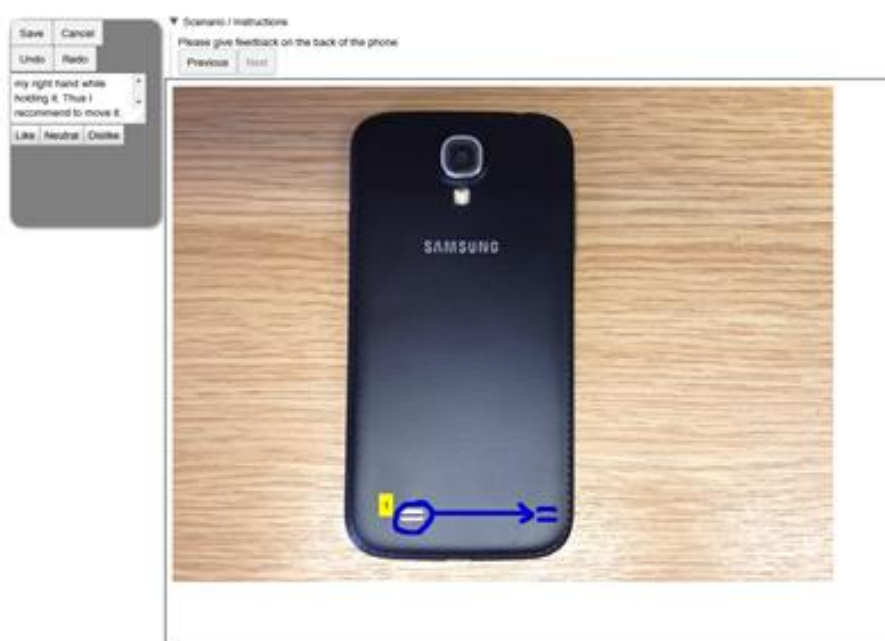 Save Cancel
Undo Redo
my right hand while
holding it. Thus I
recommend to move it
Like Neutral Dislike
▼ Scenario / Instructions
Please give feedback on the back of the phone
Previous Next
SAMSUNG
1